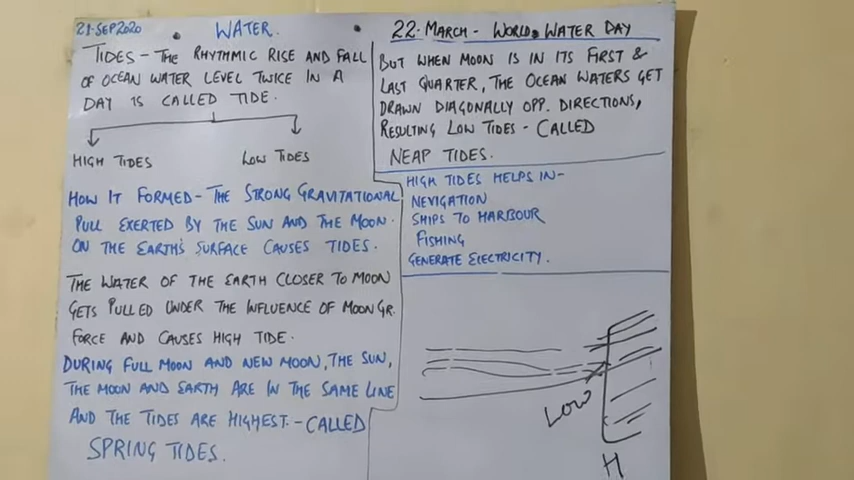 21-SEP2020
WATER.
TIDES - THE RHYTHMIC RISE AND FALL
OF OCEAN WATER LEVEL TWICE IN A
DAY IS CALLED TIDE.
HIGH TIDES
LOW TIDES
HOW IT FORMED - THE STRONG GRAVITATIONAL
PULL EXERTED BY THE SUN AND THE MOON.
ON THE EARTH'S SURFACE CAUSES TIDES.
THE WATER OF THE EARTH CLOSER TO MOON
GETS PULLED UNDER THE INFLUENCE OF MOON GR.
FORCE AND CAUSES HIGH TIDE.
DURING FULL MOON AND NEW MOON, THE SUN,
THE MOON AND EARTH ARE IN THE SAME LINE
AND THE TIDES ARE HIGHEST. - CALLED
SPRING TIDES.
22-MARCH- WORLD WATER DAY
BUT WHEN MOON IS IN ITS FIRST &
LAST QUARTER, THE OCEAN WATERS GET
DRAWN DIAGONALLY OPP. DIRECTIONS,
RESULTING LOW TIDES - CALLED
NEAP TIDES.
HIGH TIDES HELPS IN-
NEVIGATION
SHIPS TO HARBOUR
FISHING
GENERATE ELECTRICITY.
LOW
H